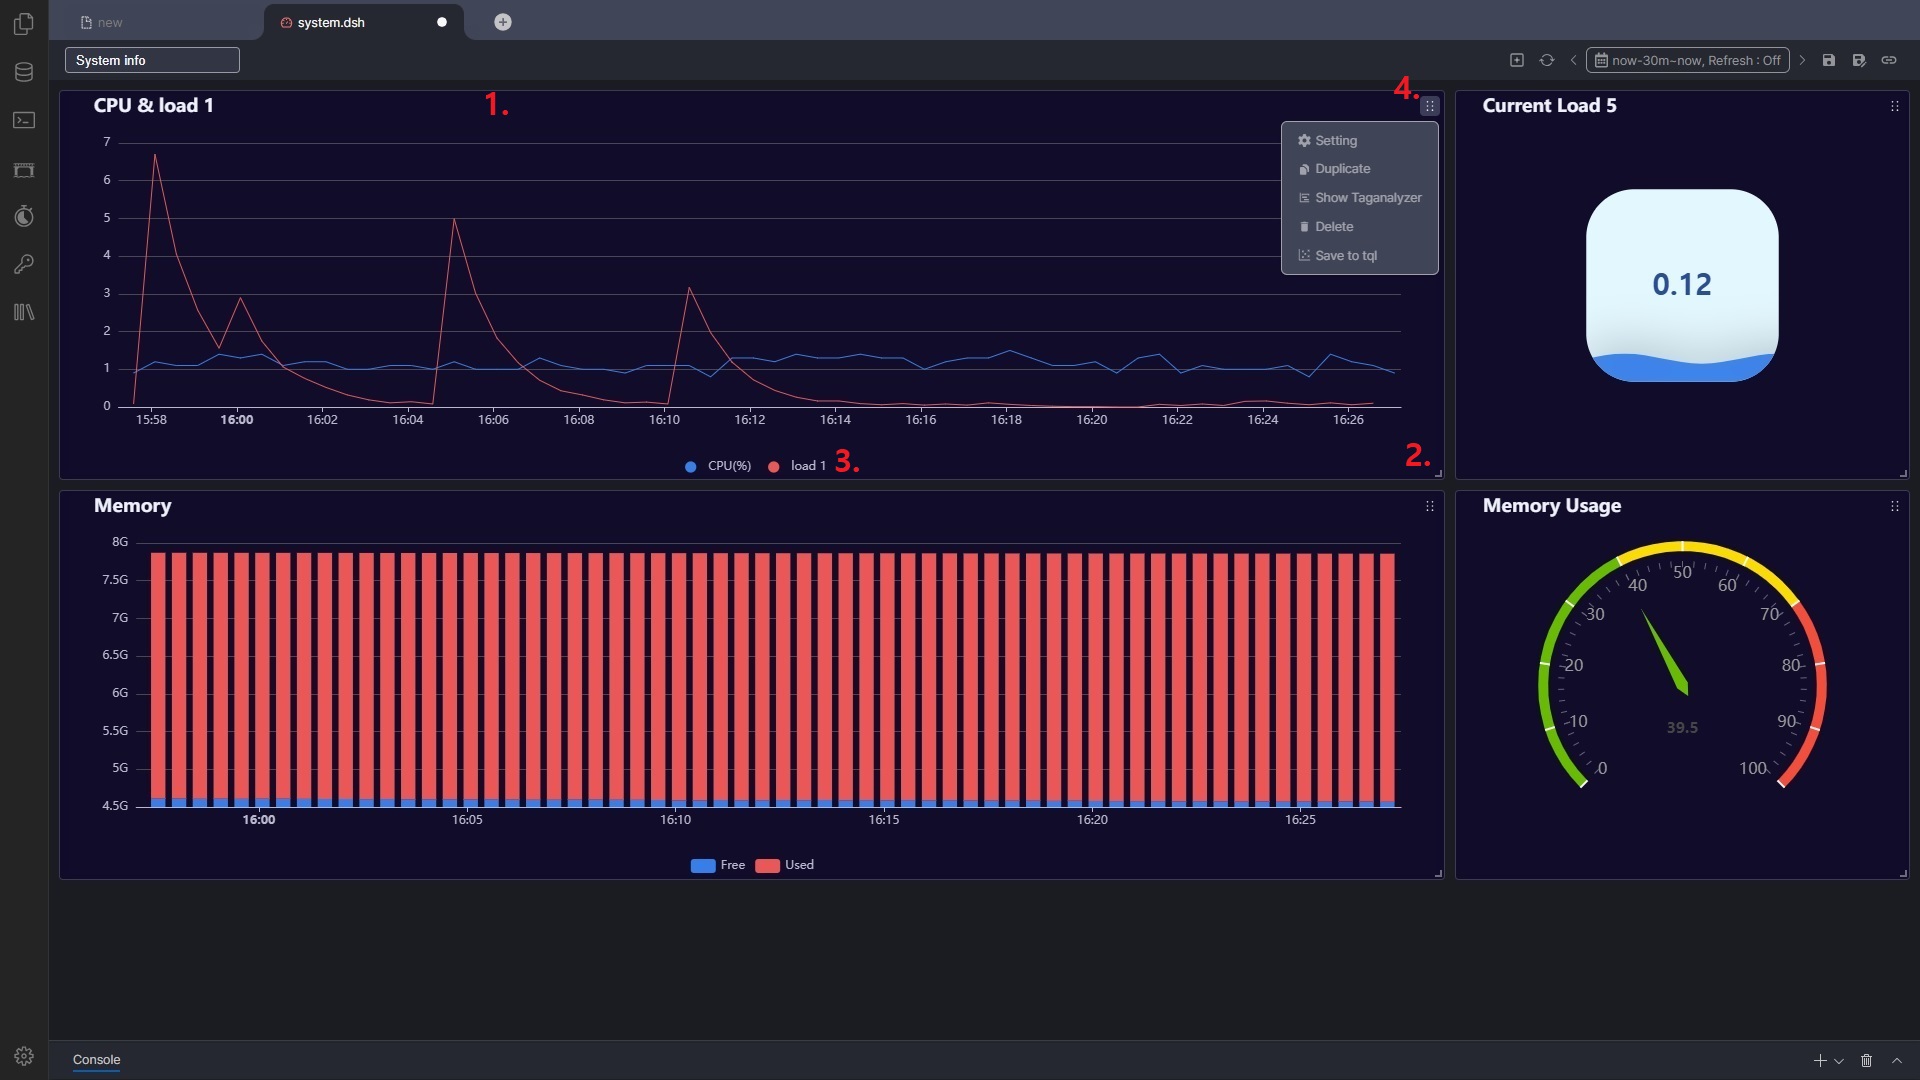 new
system.dsh
System info
now-30m~now, Refresh : Off
CPU & load 1
1.
4.
7
6
5
4
3
2
1
0
15:58 16:00 16:02 16:04 16:06 16:08 16:10 16:12 16:14 16:16 16:18 16:20 16:22 16:24 16:26
CPU(%) load 1
3.
2.
Setting
Duplicate
Show Taganalyzer
Delete
Save to tql
Current Load 5
0.12
Memory
8G
7.5G
7G
6.5G
6G
5.5G
5G
4.5G
16:00 16:05 16:10 16:15 16:20 16:25
Free Used
Memory Usage
0
10
20
30
40
50
60
70
80
90
100
39.5
Console